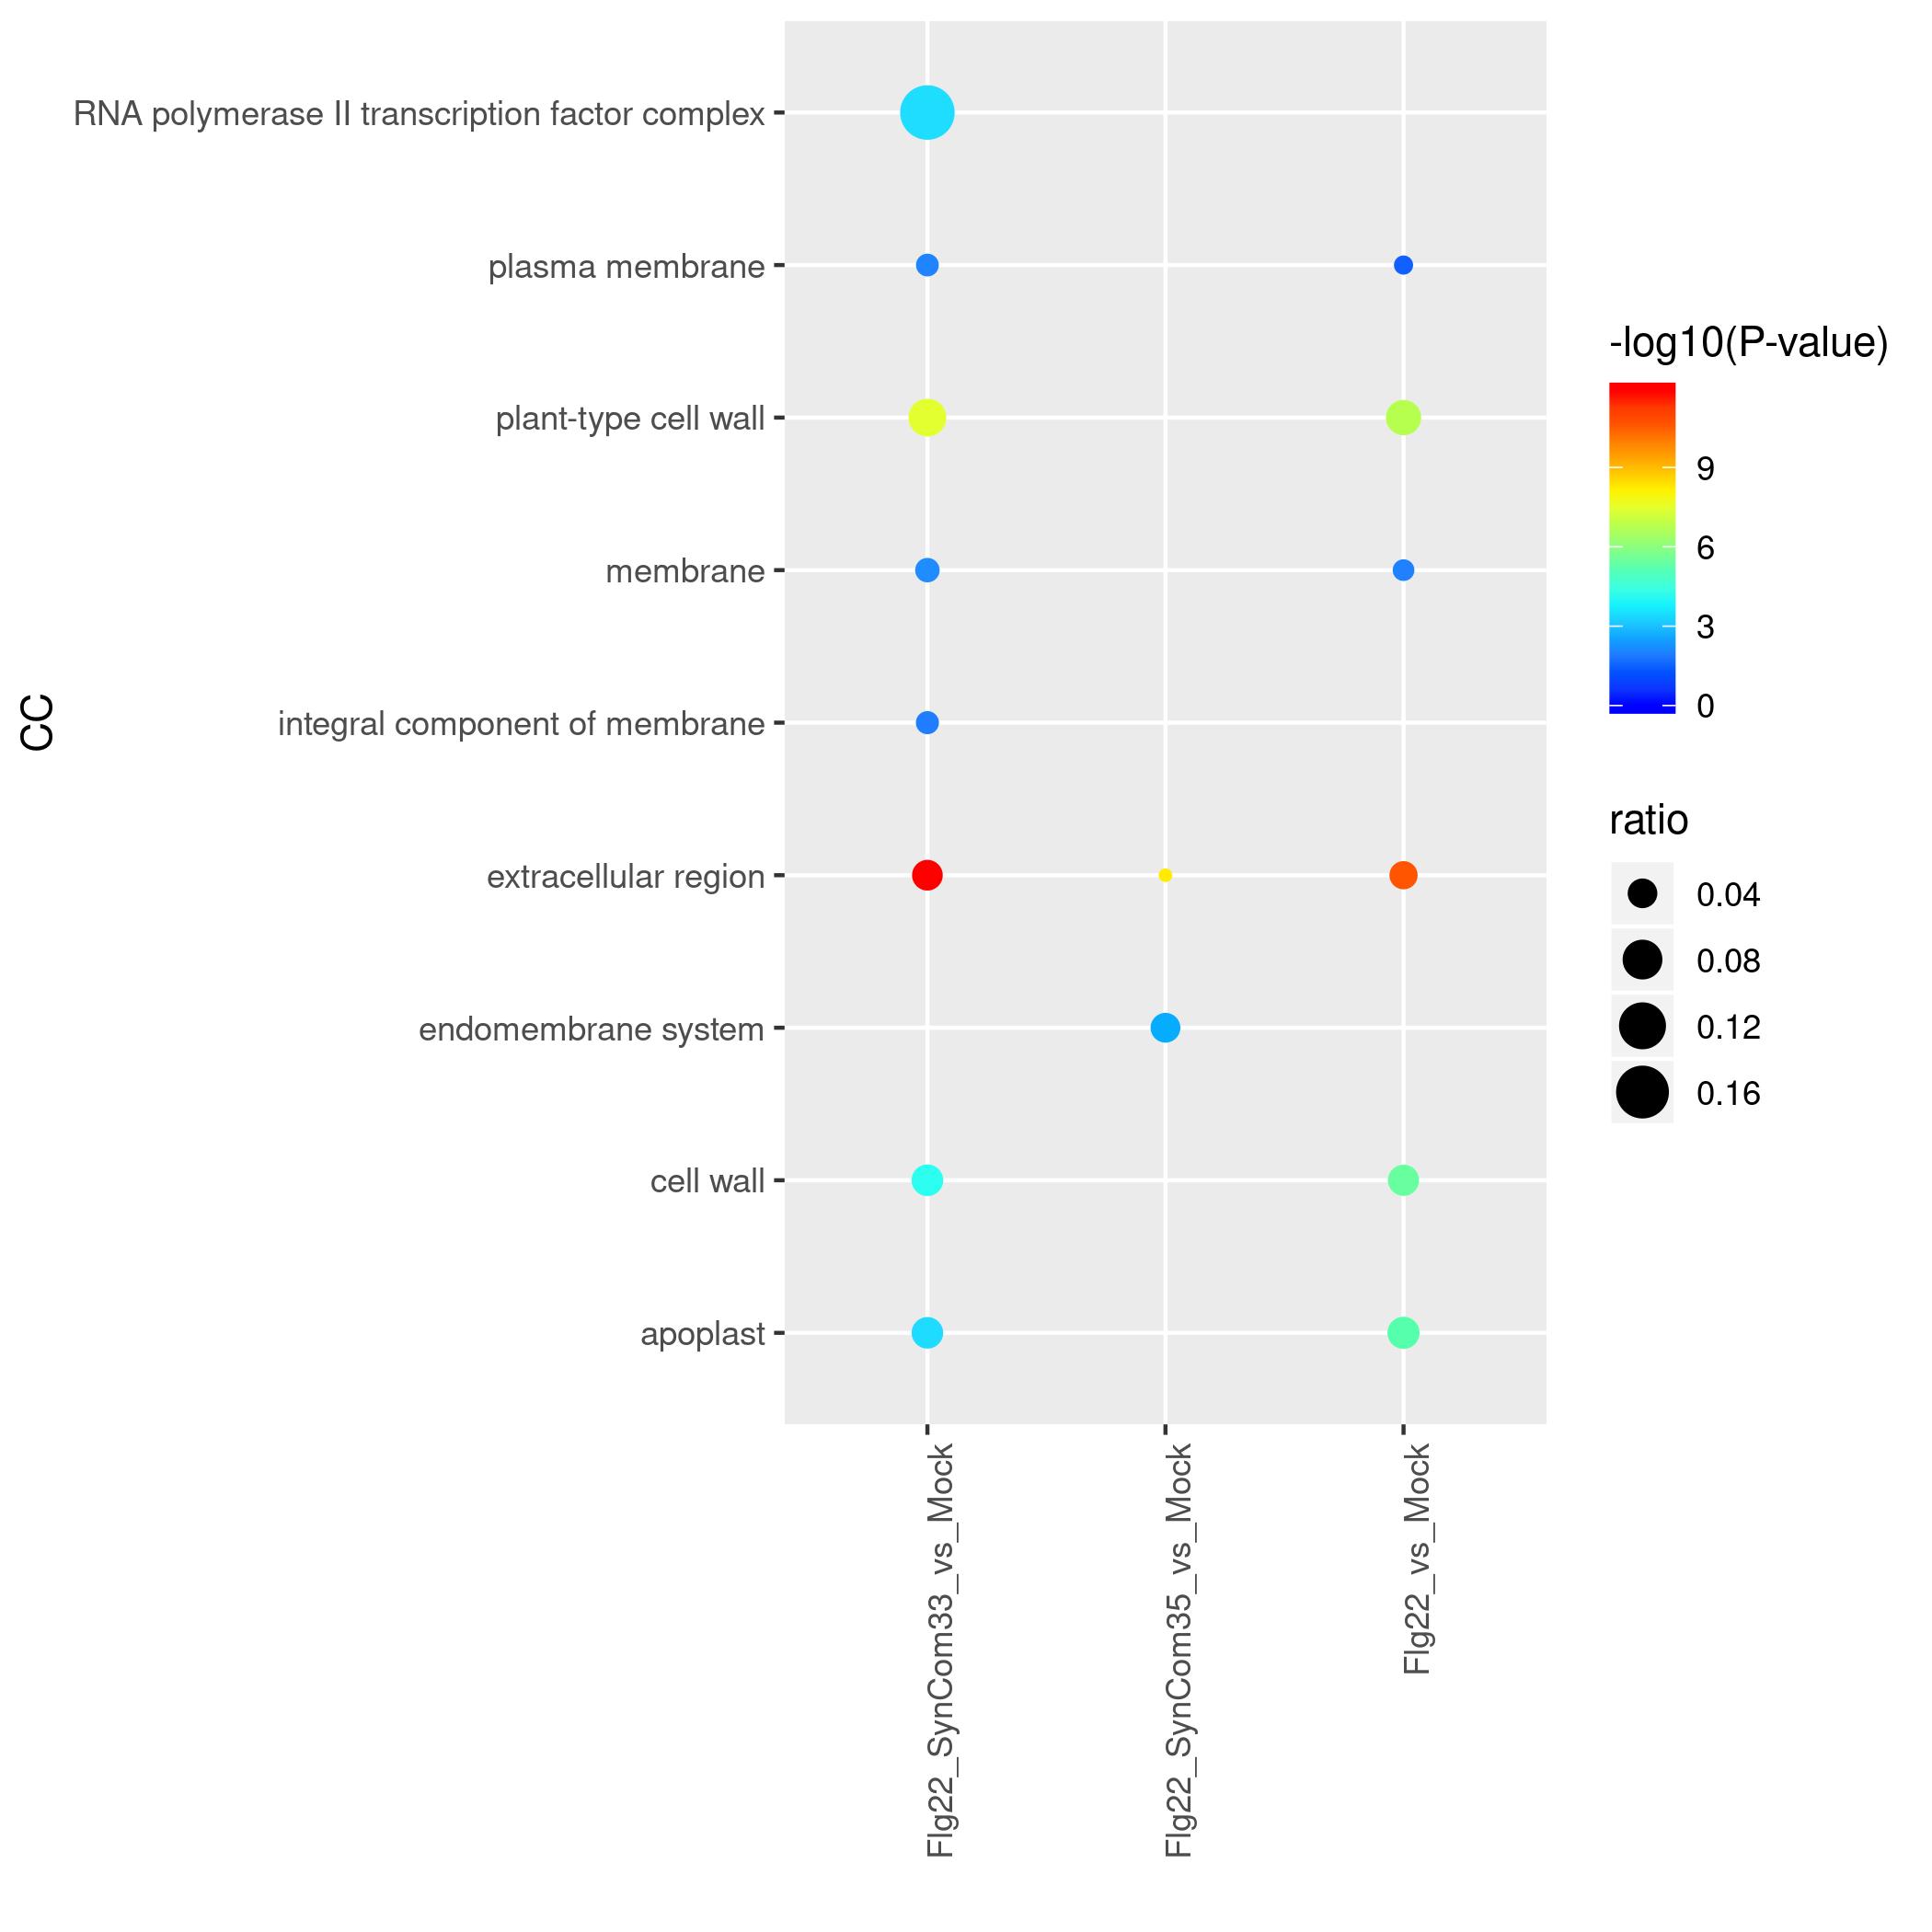 RNA polymerase II transcription factor complex
plasma membrane
plant-type cell wall
membrane
integral component of membrane
extracellular region
endomembrane system
cell wall
apoplast
CC
Flg22_SynCom33_vs_Mock
Flg22_SynCom35_vs_Mock
Flg22_vs_Mock
-log10(P-value)
9
6
3
0
ratio
0.04
0.08
0.12
0.16